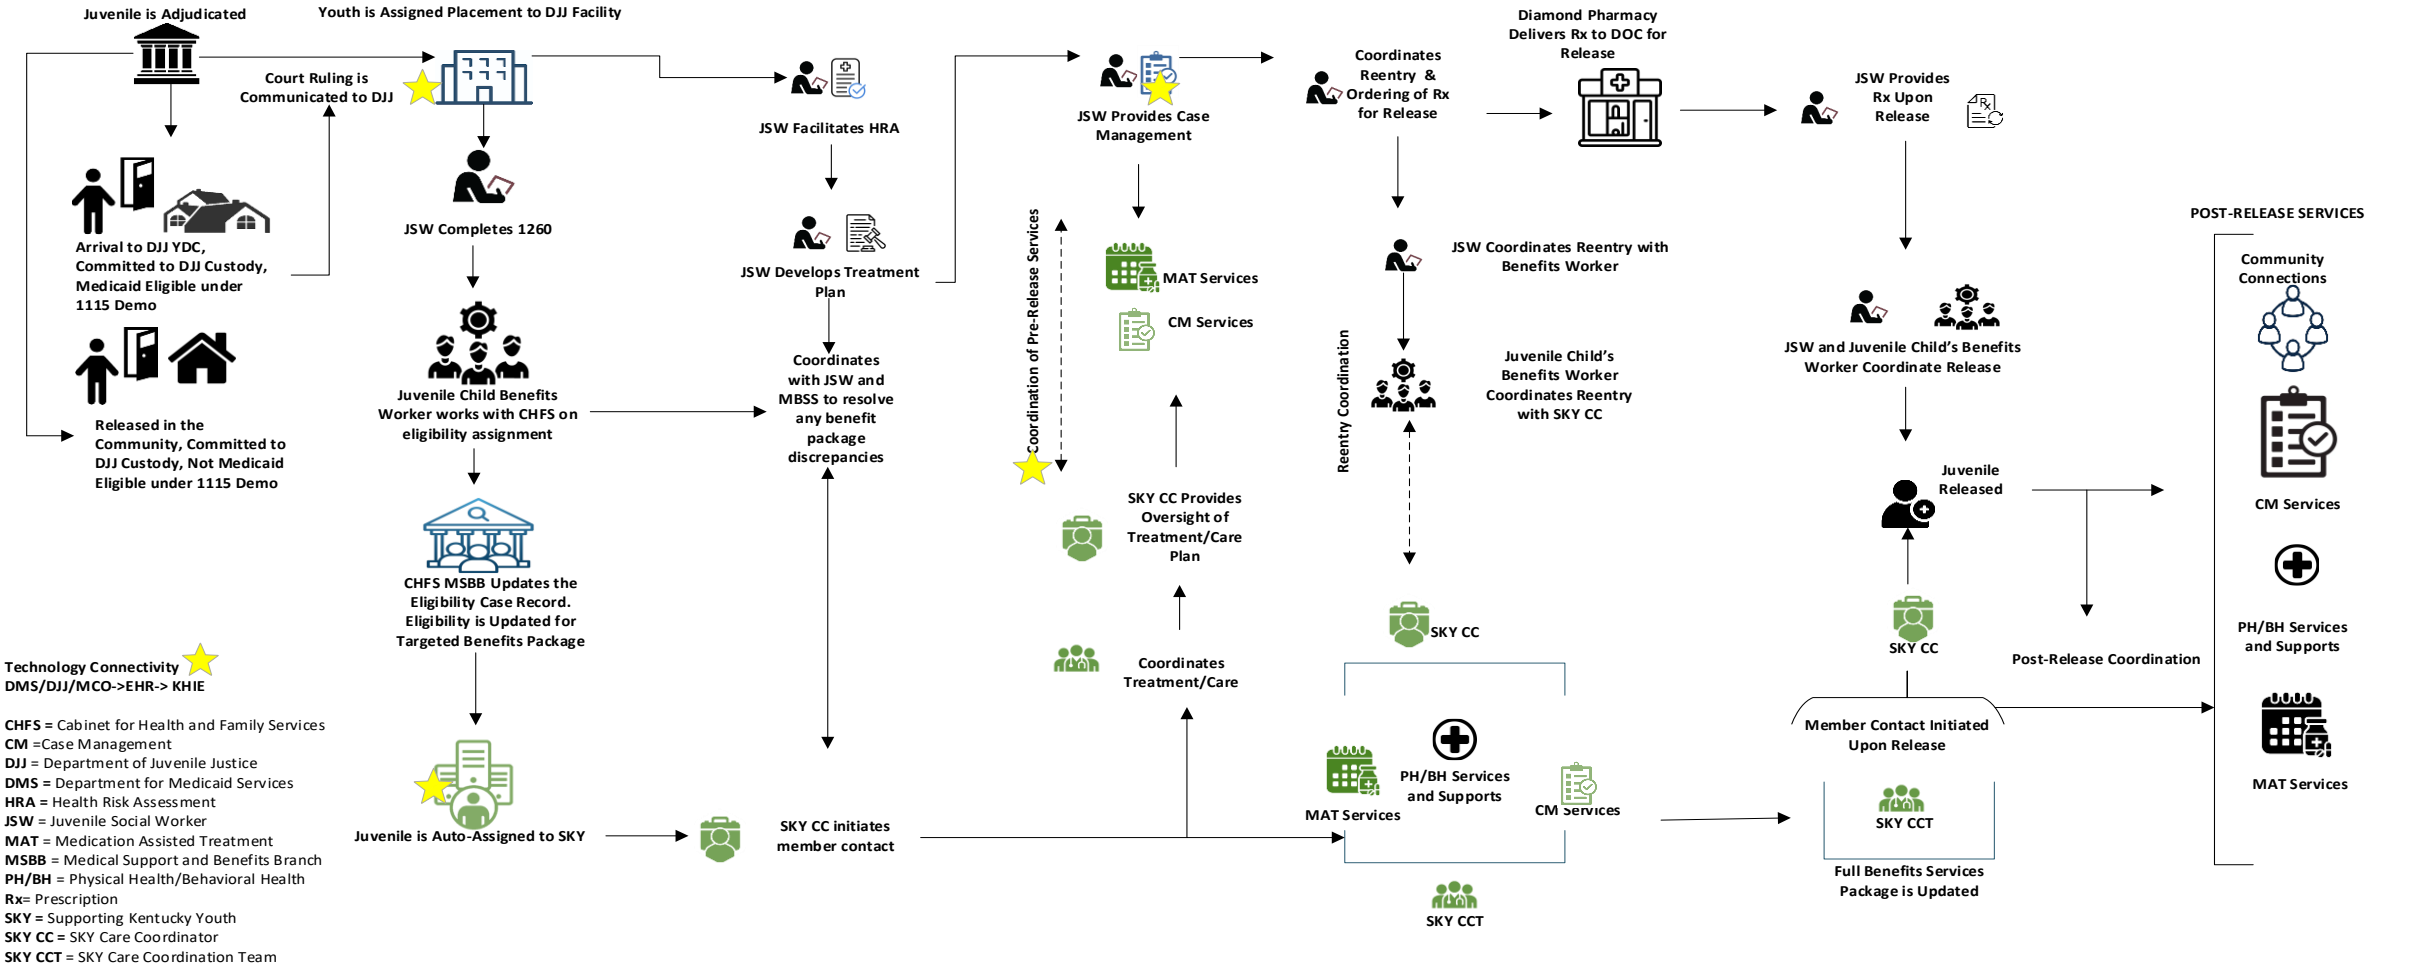 Juvenile is Adjudicated
Youth is Assigned Placement to DJJ Facility
Court Ruling is
Communicated to DJJ
Arrival to DJJ YDC,
Committed to DJJ Custody,
Medicaid Eligible under
1115 Demo
Released in the
Community, Committed to
DJJ Custody, Not Medicaid
Eligible under 1115 Demo
JSW Completes 1260
Juvenile Child Benefits
Worker works with CHFS on
eligibility assignment
CHFS MSBB Updates the
Eligibility Case Record.
Eligibility is Updated for
Targeted Benefits Package
Juvenile is Auto-Assigned to SKY
JSW Facilitates HRA
JSW Develops Treatment
Plan
Coordinates
with JSW and
MBSS to resolve
any benefit
package
discrepancies
SKY CC initiates
member contact
JSW Provides Case
Management
Coordination of Pre-Release Services
MAT Services
CM Services
SKY CC Provides
Oversight of
Treatment/Care
Plan
Coordinates
Treatment/Care
Coordinates
Reentry &
Ordering of Rx
for Release
JSW Coordinates Reentry with
Benefits Worker
Reentry Coordination
Juvenile Child's
Benefits Worker
Coordinates Reentry
with SKY CC
SKY CC
MAT Services
PH/BH Services
and Supports
CM Services
SKY CCT
Diamond Pharmacy
Delivers Rx to DOC for
Release
JSW Provides
Rx Upon
Release
Rx
JSW and Juvenile Child's Benefits
Worker Coordinate Release
Juvenile
Released
SKY CC
Post-Release Coordination
Member Contact Initiated
Upon Release
SKY CCT
Full Benefits Services
Package is Updated
POST-RELEASE SERVICES
Community
Connections
CM Services
PH/BH Services
and Supports
MAT Services
Technology Connectivity
DMS/DJJ/MCO->EHR-> KHIE
CHFS = Cabinet for Health and Family Services
CM =Case Management
DJJ = Department of Juvenile Justice
DMS = Department for Medicaid Services
HRA = Health Risk Assessment
JSW = Juvenile Social Worker
MAT = Medication Assisted Treatment
MSBB = Medical Support and Benefits Branch
PH/BH = Physical Health/Behavioral Health
Rx= Prescription
SKY = Supporting Kentucky Youth
SKY CC = SKY Care Coordinator
SKY CCT = SKY Care Coordination Team